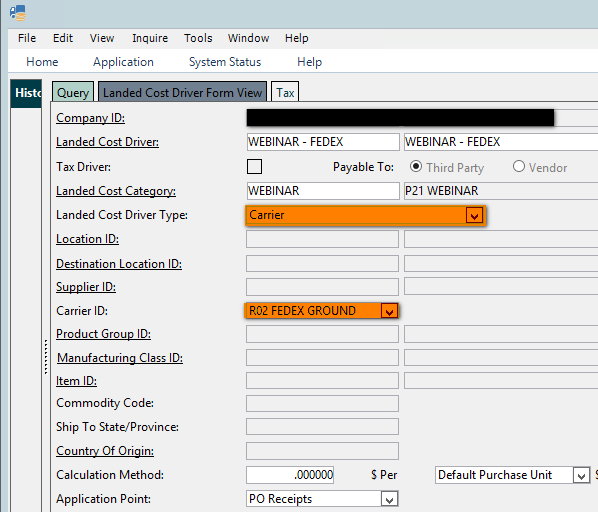 File Edit View Inquire Tools Window Help
Home Application System Status Help
Histo Query Landed Cost Driver Form View Tax
Company ID:
Landed Cost Driver: WEBINAR - FEDEX WEBINAR - FEDEX
Tax Driver: Payable To: Third Party Vendor
Landed Cost Category: WEBINAR P21 WEBINAR
Landed Cost Driver Type: Carrier
Location ID:
Destination Location ID:
Supplier ID:
Carrier ID: R02 FEDEX GROUND
Product Group ID:
Manufacturing Class ID:
Item ID:
Commodity Code:
Ship To State/Province:
Country Of Origin:
Calculation Method: .000000 $ Per Default Purchase Unit $
Application Point: PO Receipts